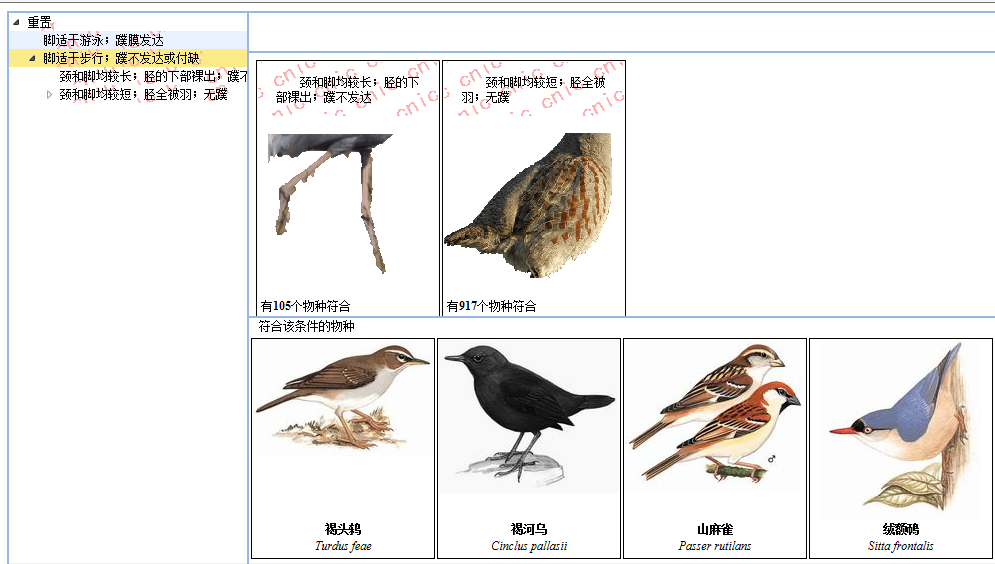 重置
脚适于游泳；蹼膜发达
脚适于步行；蹼不发达或付缺
颈和脚均较长；胫的下部裸出；蹼不
颈和脚均较短；胫全被羽；无蹼
颈和脚均较长；胫的下
部裸出；蹼不发达
有105个物种符合
颈和脚均较短；胫全被
羽；无蹼
有917个物种符合
符合该条件的物种
褐头鸫
Turdus feae
褐河乌
Cinclus pallasii
山麻雀
Passer rutilans
♂
绒额䴓
Sitta frontalis
cnic cnic cnic